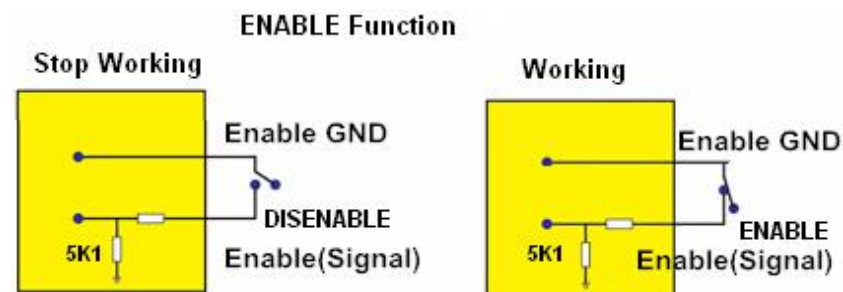 ENABLE Function
Stop Working
Enable GND
DISENABLE
5K1
Enable(Signal)
Working
Enable GND
ENABLE
5K1
Enable(Signal)